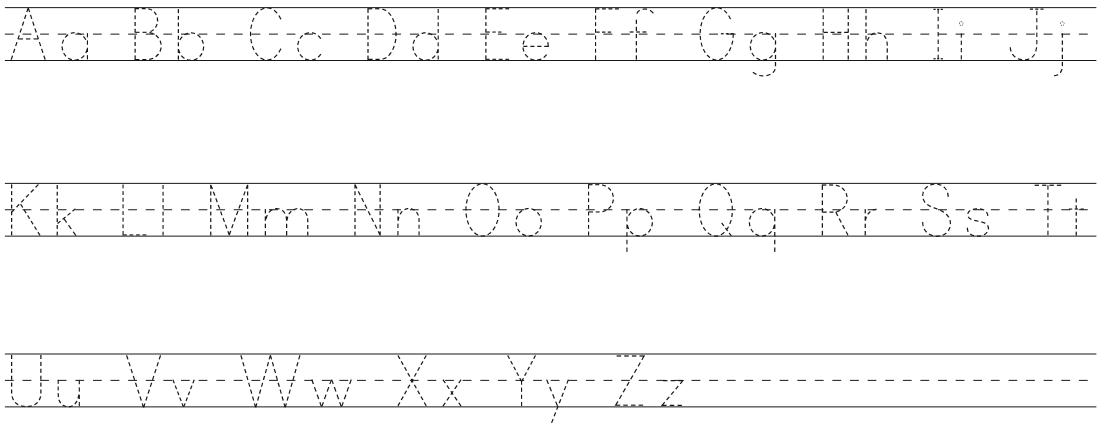 Aa Bb Cc Dd Ee Ff Gg Hh Ii Jj
Kk Ll Mm Nn Oo Pp Qq Rr Ss Tt
Uu Vv Ww Xx Yy Zz